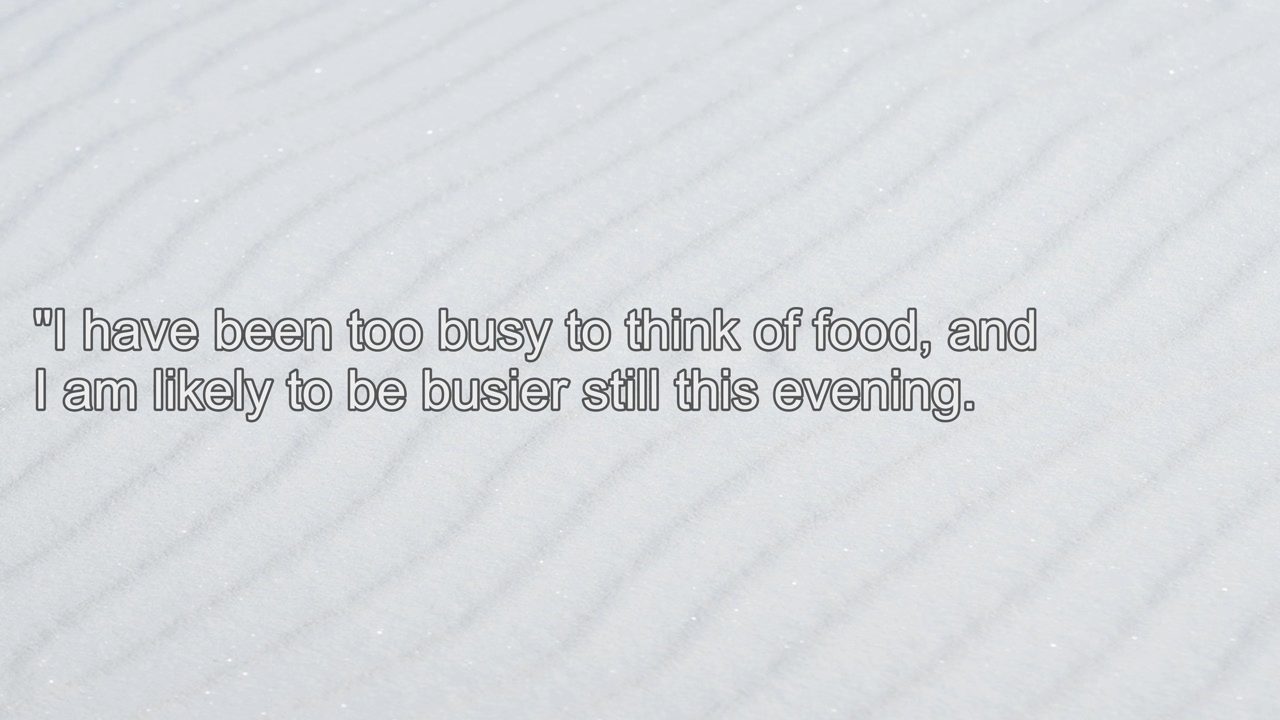 "I have been too busy to think of food, and
I am likely to be busier still this evening.